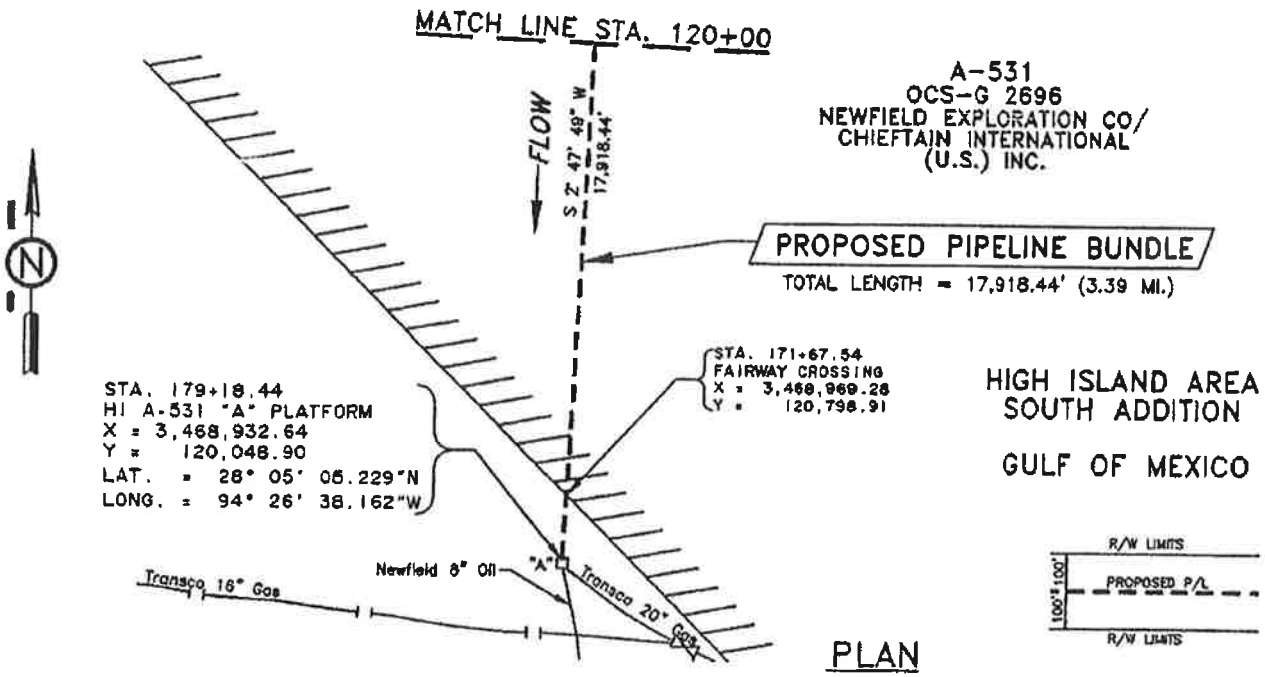 MATCH LINE STA. 120+00
A-531
OCS-G 2696
NEWFIELD EXPLORATION CO/
CHIEFTAIN INTERNATIONAL
(U.S.) INC.
FLOW
S 2° 47' 49" W
17,918.44'
N
PROPOSED PIPELINE BUNDLE
TOTAL LENGTH = 17,918.44' (3.39 MI.)
STA. 171+67.54
FAIRWAY CROSSING
X = 3,468,969.28
Y = 120,798.91
HIGH ISLAND AREA
SOUTH ADDITION
GULF OF MEXICO
STA. 179+18.44
HI A-531 "A" PLATFORM
X = 3,468,932.64
Y = 120,048.90
LAT. = 28° 05' 05.229"N
LONG. = 94° 26' 38.162"W
"A"
Newfield 8" Oil
Transco 16" Gas
Transco 20" Gas
R/W LIMITS
100' 100'
PROPOSED P/L
R/W LIMITS
PLAN